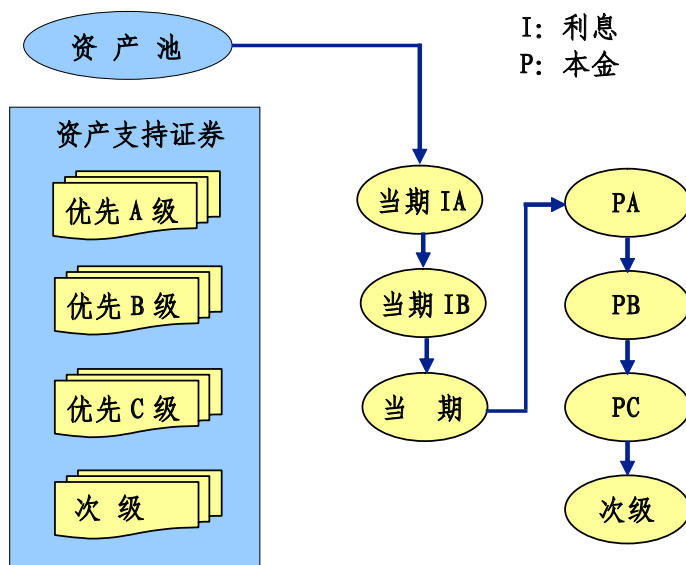 资 产 池
I: 利息
P: 本金
资产支持证券
优先 A 级
优先 B 级
优先 C 级
次 级
当期 IA
当期 IB
当 期
PA
PB
PC
次级